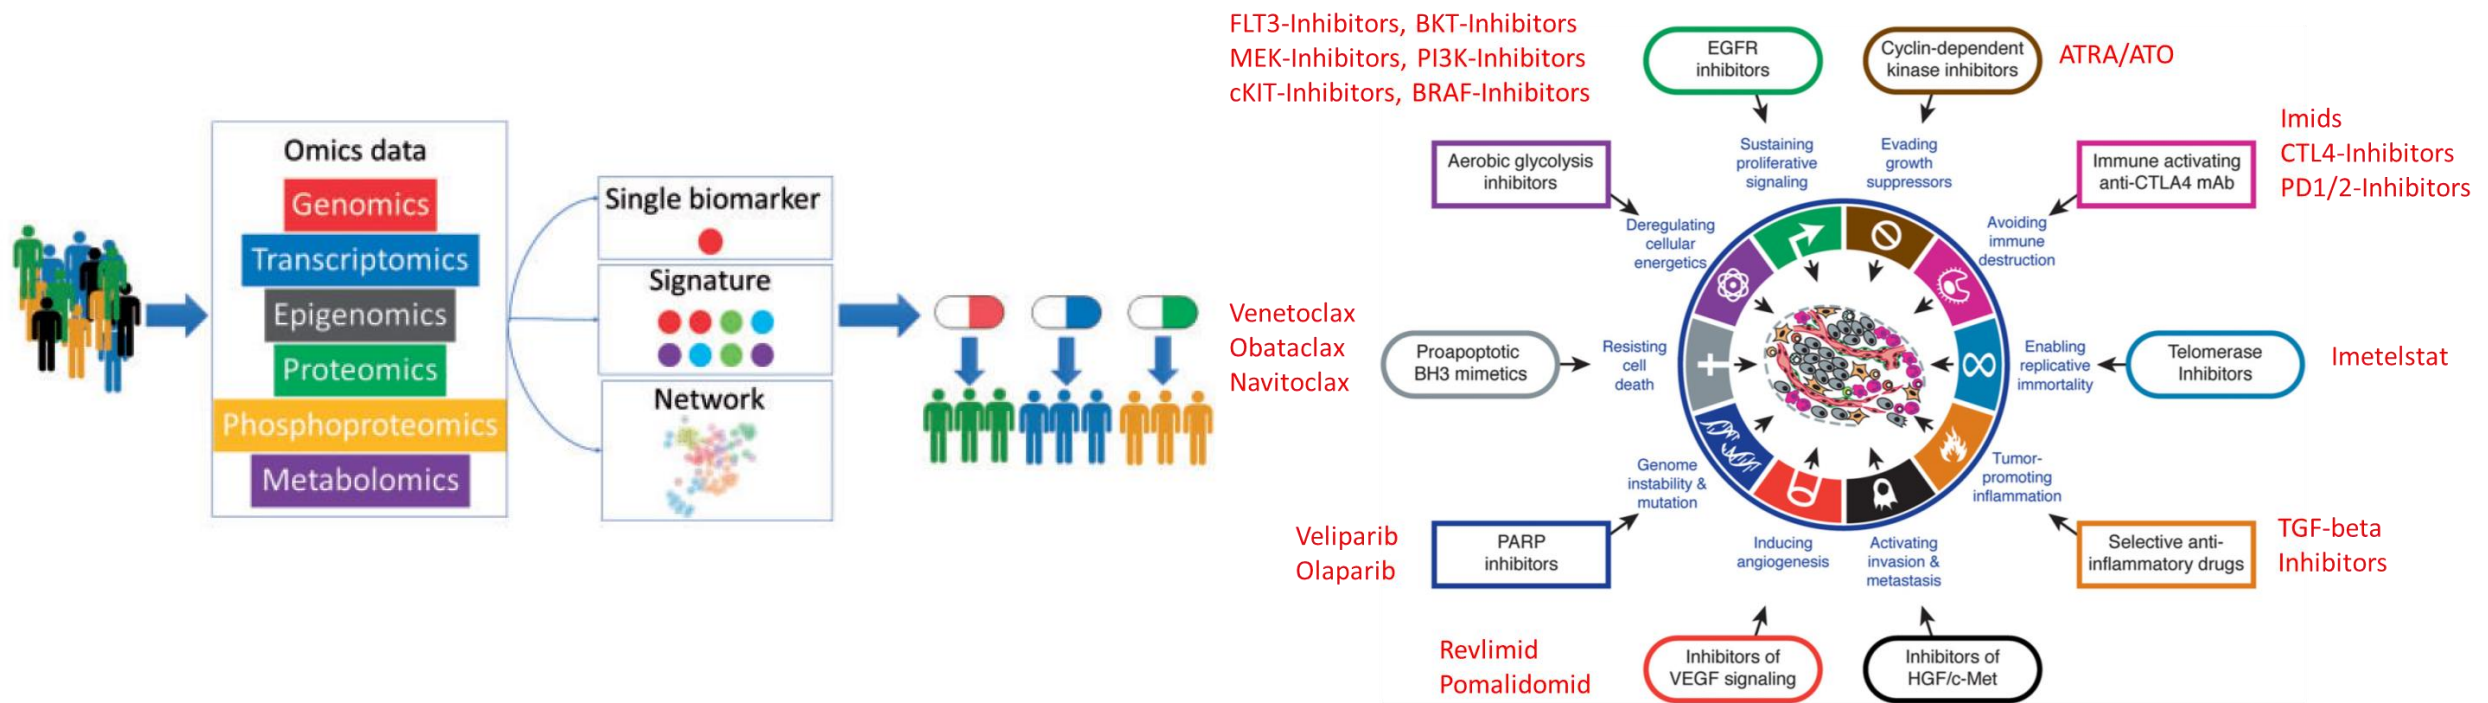 Omics data
Genomics
Transcriptomics
Epigenomics
Proteomics
Phosphoproteomics
Metabolomics
Single biomarker
Signature
Network
FLT3-Inhibitors, BKT-Inhibitors
MEK-Inhibitors, PI3K-Inhibitors
cKIT-Inhibitors, BRAF-Inhibitors
EGFR
inhibitors
Cyclin-dependent
kinase inhibitors
ATRA/ATO
Imids
CTL4-Inhibitors
PD1/2-Inhibitors
Aerobic glycolysis
inhibitors
Sustaining
proliferative
signaling
Evading
growth
suppressors
Immune activating
anti-CTLA4 mAb
Deregulating
cellular
energetics
Avoiding
immune
destruction
Venetoclax
Obataclax
Navitoclax
Proapoptotic
BH3 mimetics
Resisting
cell
death
Enabling
replicative
immortality
Telomerase
Inhibitors
Imetelstat
Genome
instability &
mutation
Tumor-
promoting
inflammation
Veliparib
Olaparib
PARP
inhibitors
Inducing
angiogenesis
Activating
invasion &
metastasis
Selective anti-
inflammatory drugs
TGF-beta
Inhibitors
Revlimid
Pomalidomid
Inhibitors of
VEGF signaling
Inhibitors of
HGF/c-Met